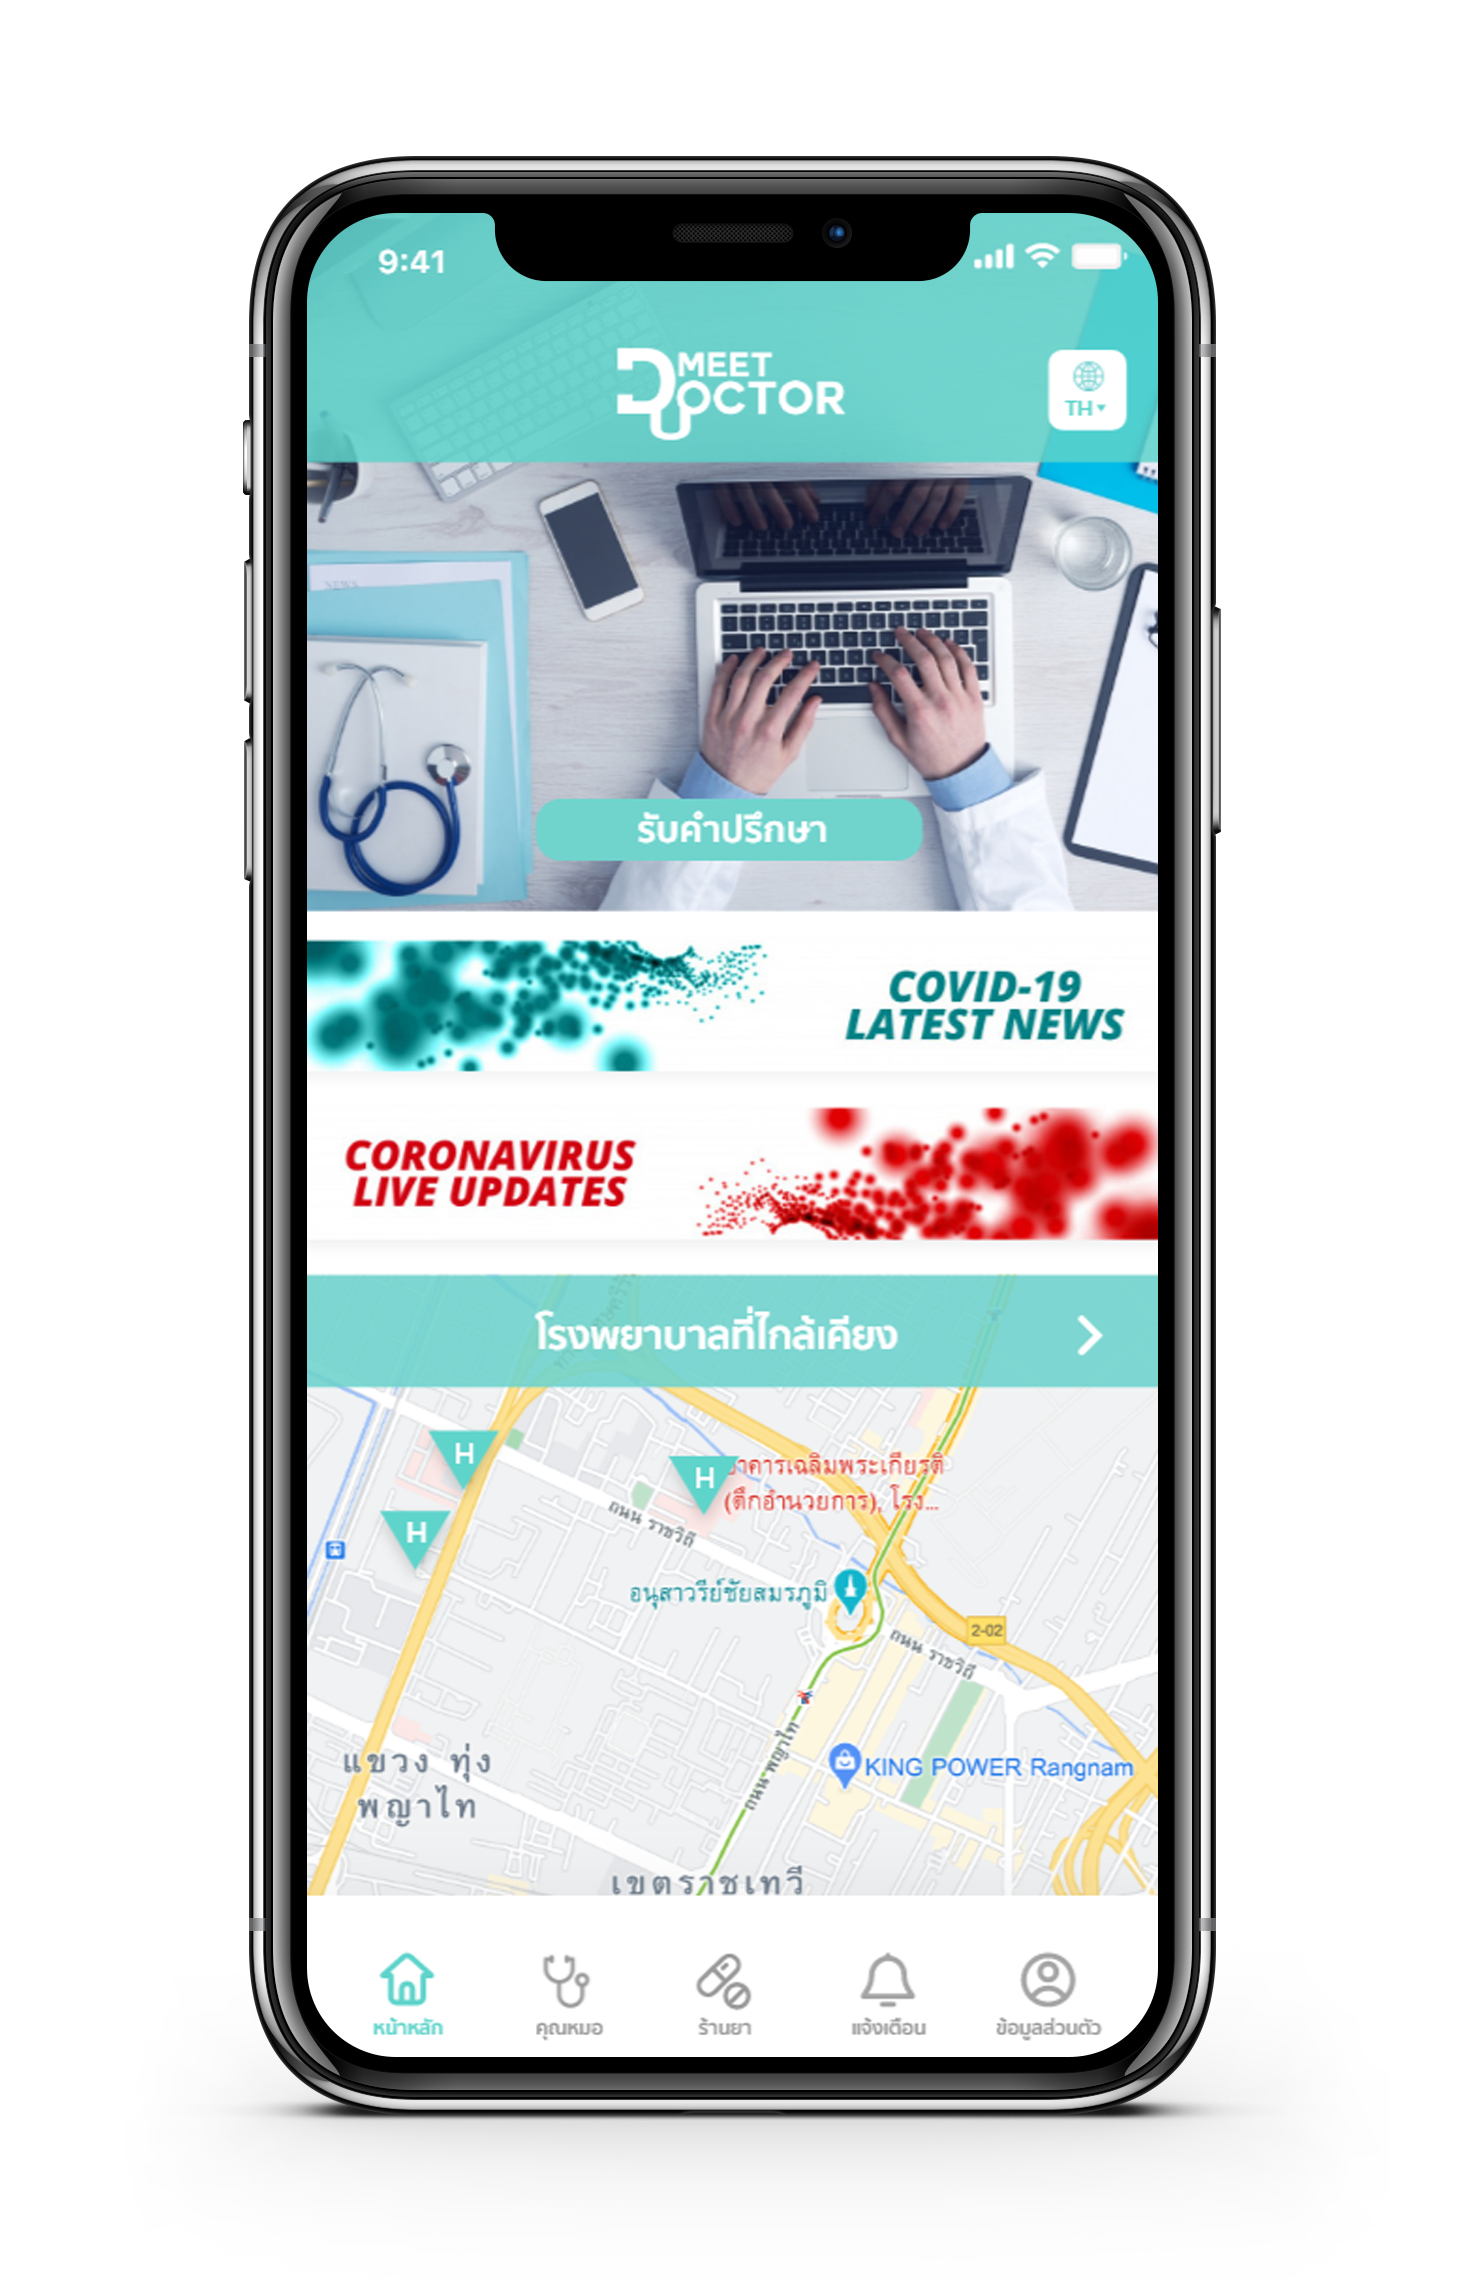 9:41
MEET
DOCTOR
TH
NEWS
รับคำปรึกษา
COVID-19
LATEST NEWS
CORONAVIRUS
LIVE UPDATES
โรงพยาบาลที่ใกล้เคียง
H
H
อาคารเฉลิมพระเกียรติ
(ตึกอำนวยการ), โรง...
H
ถนน ราชวิถี
อนุสาวรีย์ชัยสมรภูมิ
2-02
ถนน ราชวิถี
ถนน พญาไท
KING POWER Rangnam
แขวง ทุ่ง
พญาไท
เขตราชเทวี
หน้าหลัก
คุณหมอ
ร้านยา
แจ้งเตือน
ข้อมูลส่วนตัว